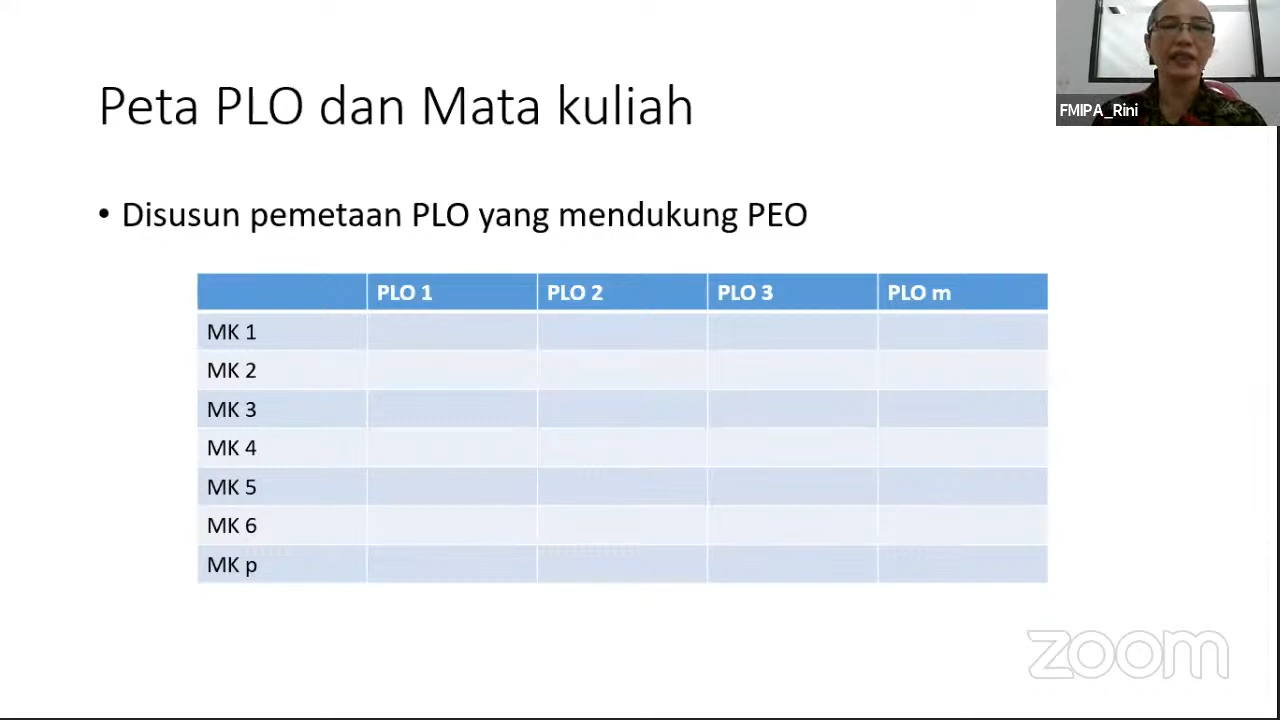 Peta PLO dan Mata kuliah
FMIPA_Rini
• Disusun pemetaan PLO yang mendukung PEO
PLO 1 PLO 2 PLO 3 PLO m
MK 1
MK 2
MK 3
MK 4
MK 5
MK 6
MK p
zoom